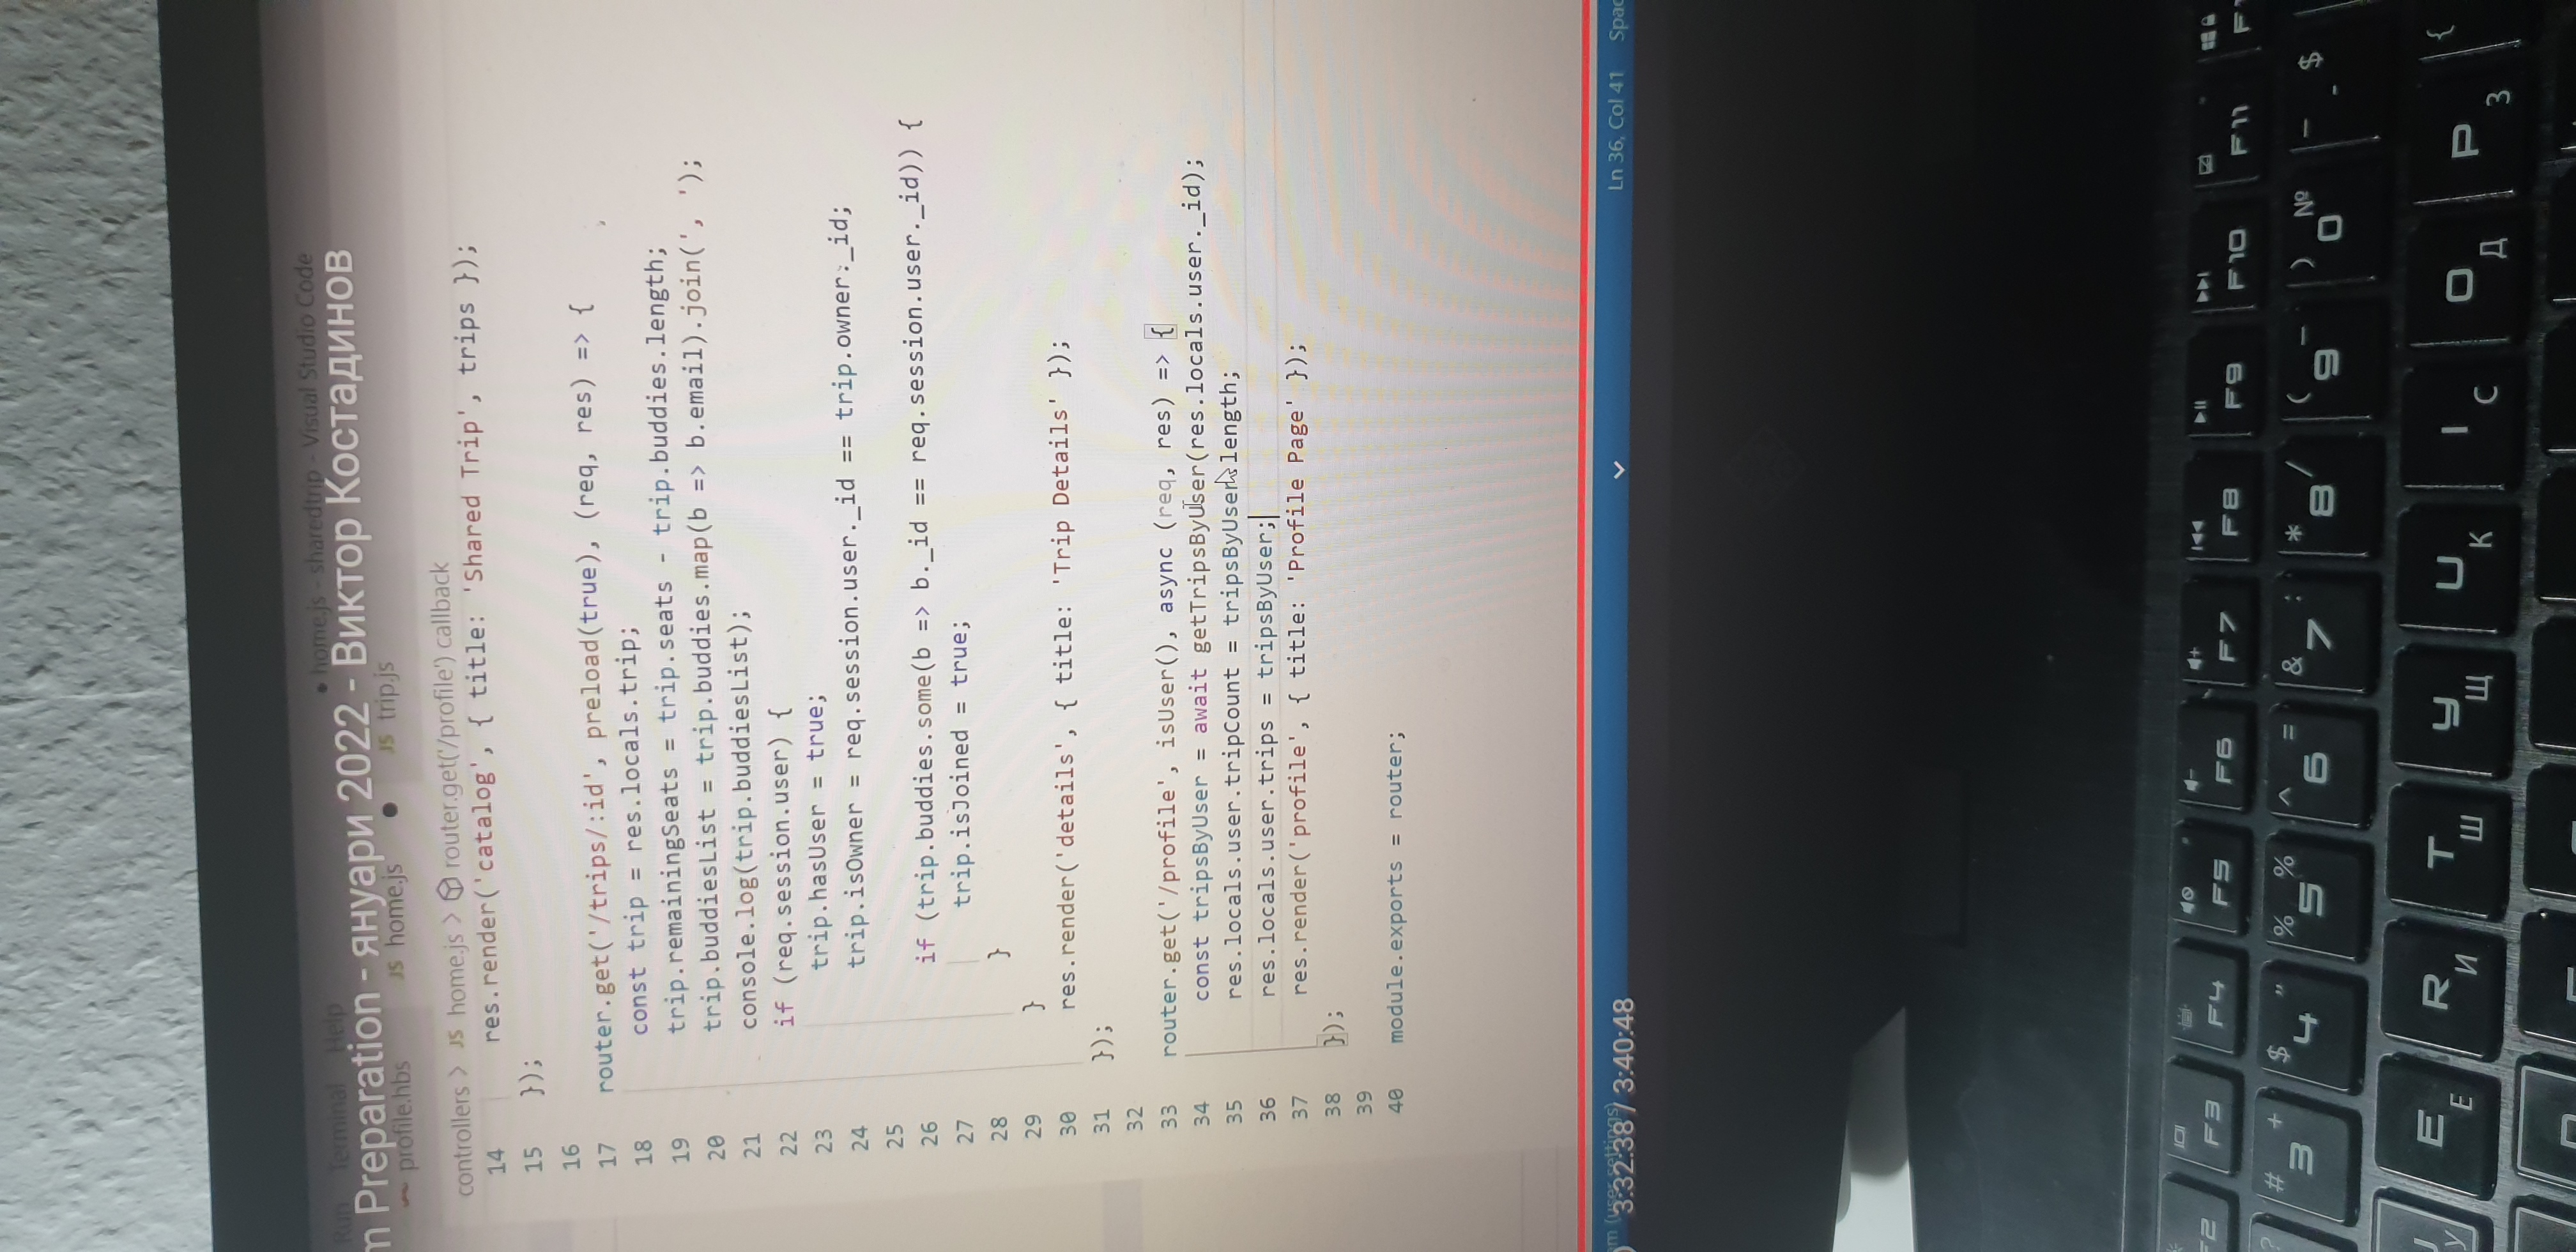 Run Terminal Help
● home.js - sharedtrip - Visual Studio Code
m Preparation - януари 2022 - Виктор Костадинов
profile.hbs JS home.js ● JS trip.js
controllers > JS home.js > router.get('/profile') callback
14 res.render('catalog', { title: 'Shared Trip', trips });
15 });
16
17 router.get('/trips/:id', preload(true), (req, res) => {
18 const trip = res.locals.trip;
19 trip.remainingSeats = trip.seats - trip.buddies.length;
20 trip.buddiesList = trip.buddies.map(b => b.email).join(', ');
21 console.log(trip.buddiesList);
22 if (req.session.user) {
23 trip.hasUser = true;
24 trip.isOwner = req.session.user._id == trip.owner._id;
25
26 if (trip.buddies.some(b => b._id == req.session.user._id)) {
27 trip.isJoined = true;
28 }
29 }
30 res.render('details', { title: 'Trip Details' });
31 });
32
33 router.get('/profile', isUser(), async (req, res) => {
34 const tripsByUser = await getTripsByUser(res.locals.user._id);
35 res.locals.user.tripCount = tripsByUser.length;
36 res.locals.user.trips = tripsByUser;
37 res.render('profile', { title: 'Profile Page' });
38 });
39
40 module.exports = router;
m (user settings)
3:32:38 / 3:40:48
Ln 36, Col 41 Spac
F2 F3 F4 F5 F6 F7 F8 F9 F10 F11 F
# + $ " % % ^ = & : * / ( – ) № – $
3 4 5 6 7 8 9 0 -
E R T Y U I O P {
У Е И Ш Щ К С Д З